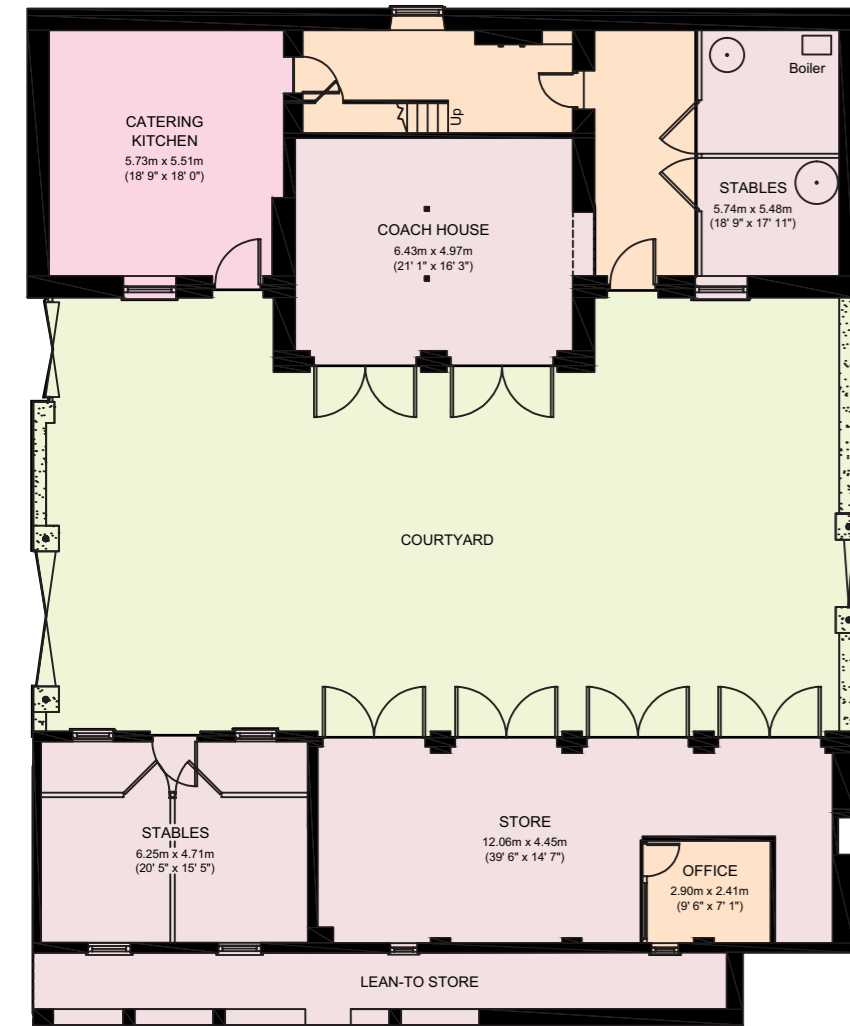 CATERING
KITCHEN
5.73m x 5.51m
(18' 9" x 18' 0")
Up
Boiler
STABLES
5.74m x 5.48m
(18' 9" x 17' 11")
COACH HOUSE
6.43m x 4.97m
(21' 1" x 16' 3")
COURTYARD
STABLES
6.25m x 4.71m
(20' 5" x 15' 5")
STORE
12.06m x 4.45m
(39' 6" x 14' 7")
OFFICE
2.90m x 2.41m
(9' 6" x 7' 1")
LEAN-TO STORE